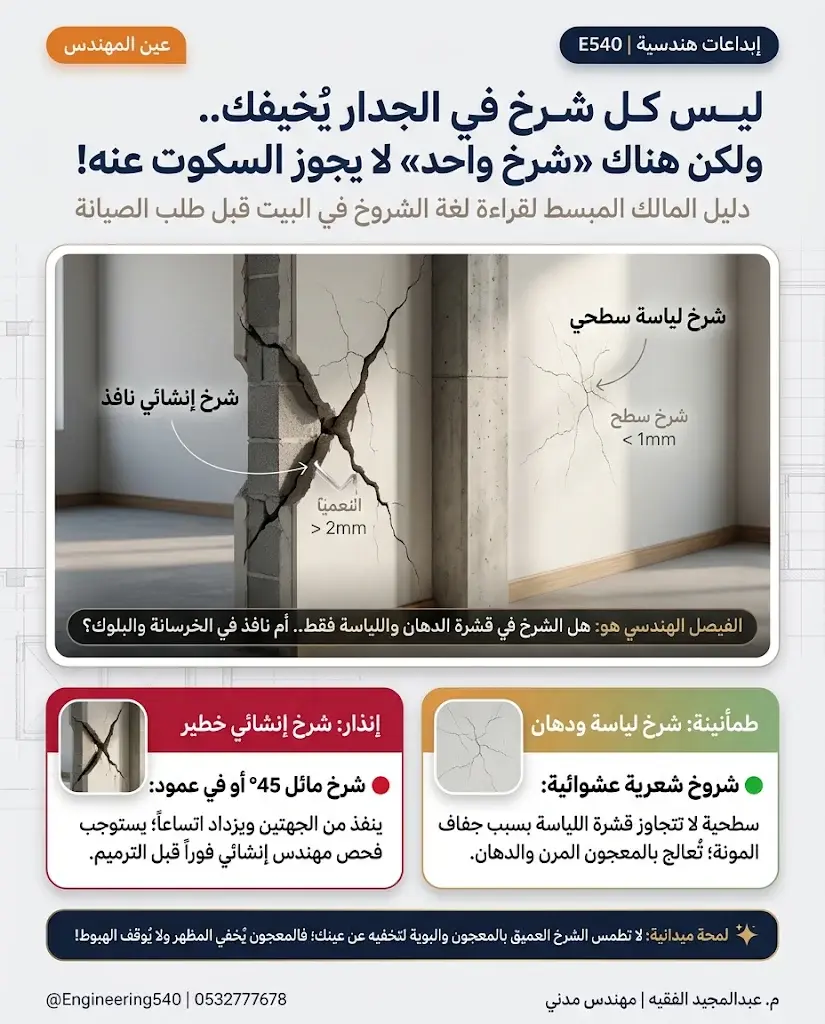 إبداعات هندسية | E540
عين المهندس
ليس كل شرخ في الجدار يُخيفك..
ولكن هناك «شرخ واحد» لا يجوز السكوت عنه!
دليل المالك المبسط لقراءة لغة الشروخ في البيت قبل طلب الصيانة
شرخ لياسة سطحي
شرخ سطح
< 1mm
شرخ إنشائي نافذ
> 2mm
الفيصل الهندسي هو: هل الشرخ في قشرة الدهان واللياسة فقط.. أم نافذ في الخرسانة والبلوك؟
طمأنينة: شرخ لياسة ودهان
شروخ شعرية عشوائية:
سطحية لا تتجاوز قشرة اللياسة بسبب جفاف
المونة؛ تُعالج بالمعجون المرن والدهان.
إنذار: شرخ إنشائي خطير
شرخ مائل 45° أو في عمود:
ينفذ من الجهتين ويزداد اتساعاً؛ يستوجب
فحص مهندس إنشائي فوراً قبل الترميم.
لمحة ميدانية: لا تطمس الشرخ العميق بالمعجون والبوية لتخفيه عن عينك؛ فالمعجون يُخفي المظهر ولا يُوقف الهبوط!
م. عبدالمجيد الفقيه | مهندس مدني
@Engineering540 | 0532777678